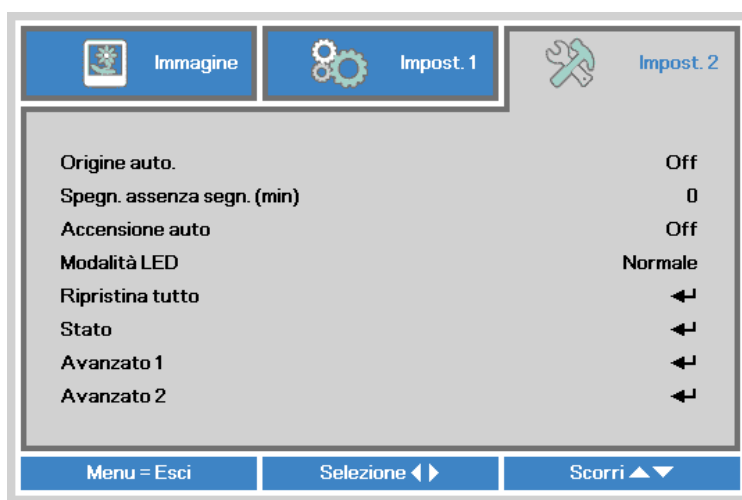 Immagine
Impost. 1
Impost. 2
Origine auto. Off
Spegn. assenza segn. (min) 0
Accensione auto Off
Modalità LED Normale
Ripristina tutto
Stato
Avanzato 1
Avanzato 2
Menu = Esci
Selezione
Scorri